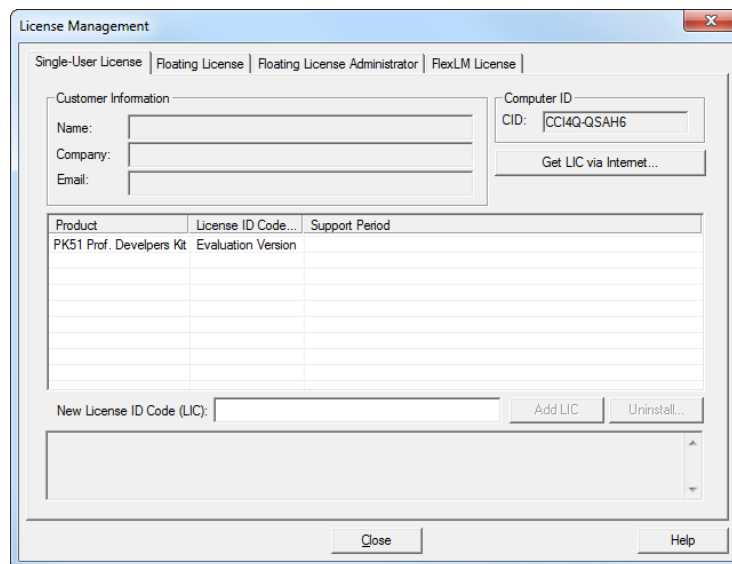 License Management
Single-User License Floating License Floating License Administrator FlexLM License
Customer Information
Name:
Company:
Email:
Computer ID
CID: CCI4Q-QSAH6
Get LIC via Internet...
Product License ID Code... Support Period
PK51 Prof. Develpers Kit Evaluation Version
New License ID Code (LIC): Add LIC Uninstall...
Close Help